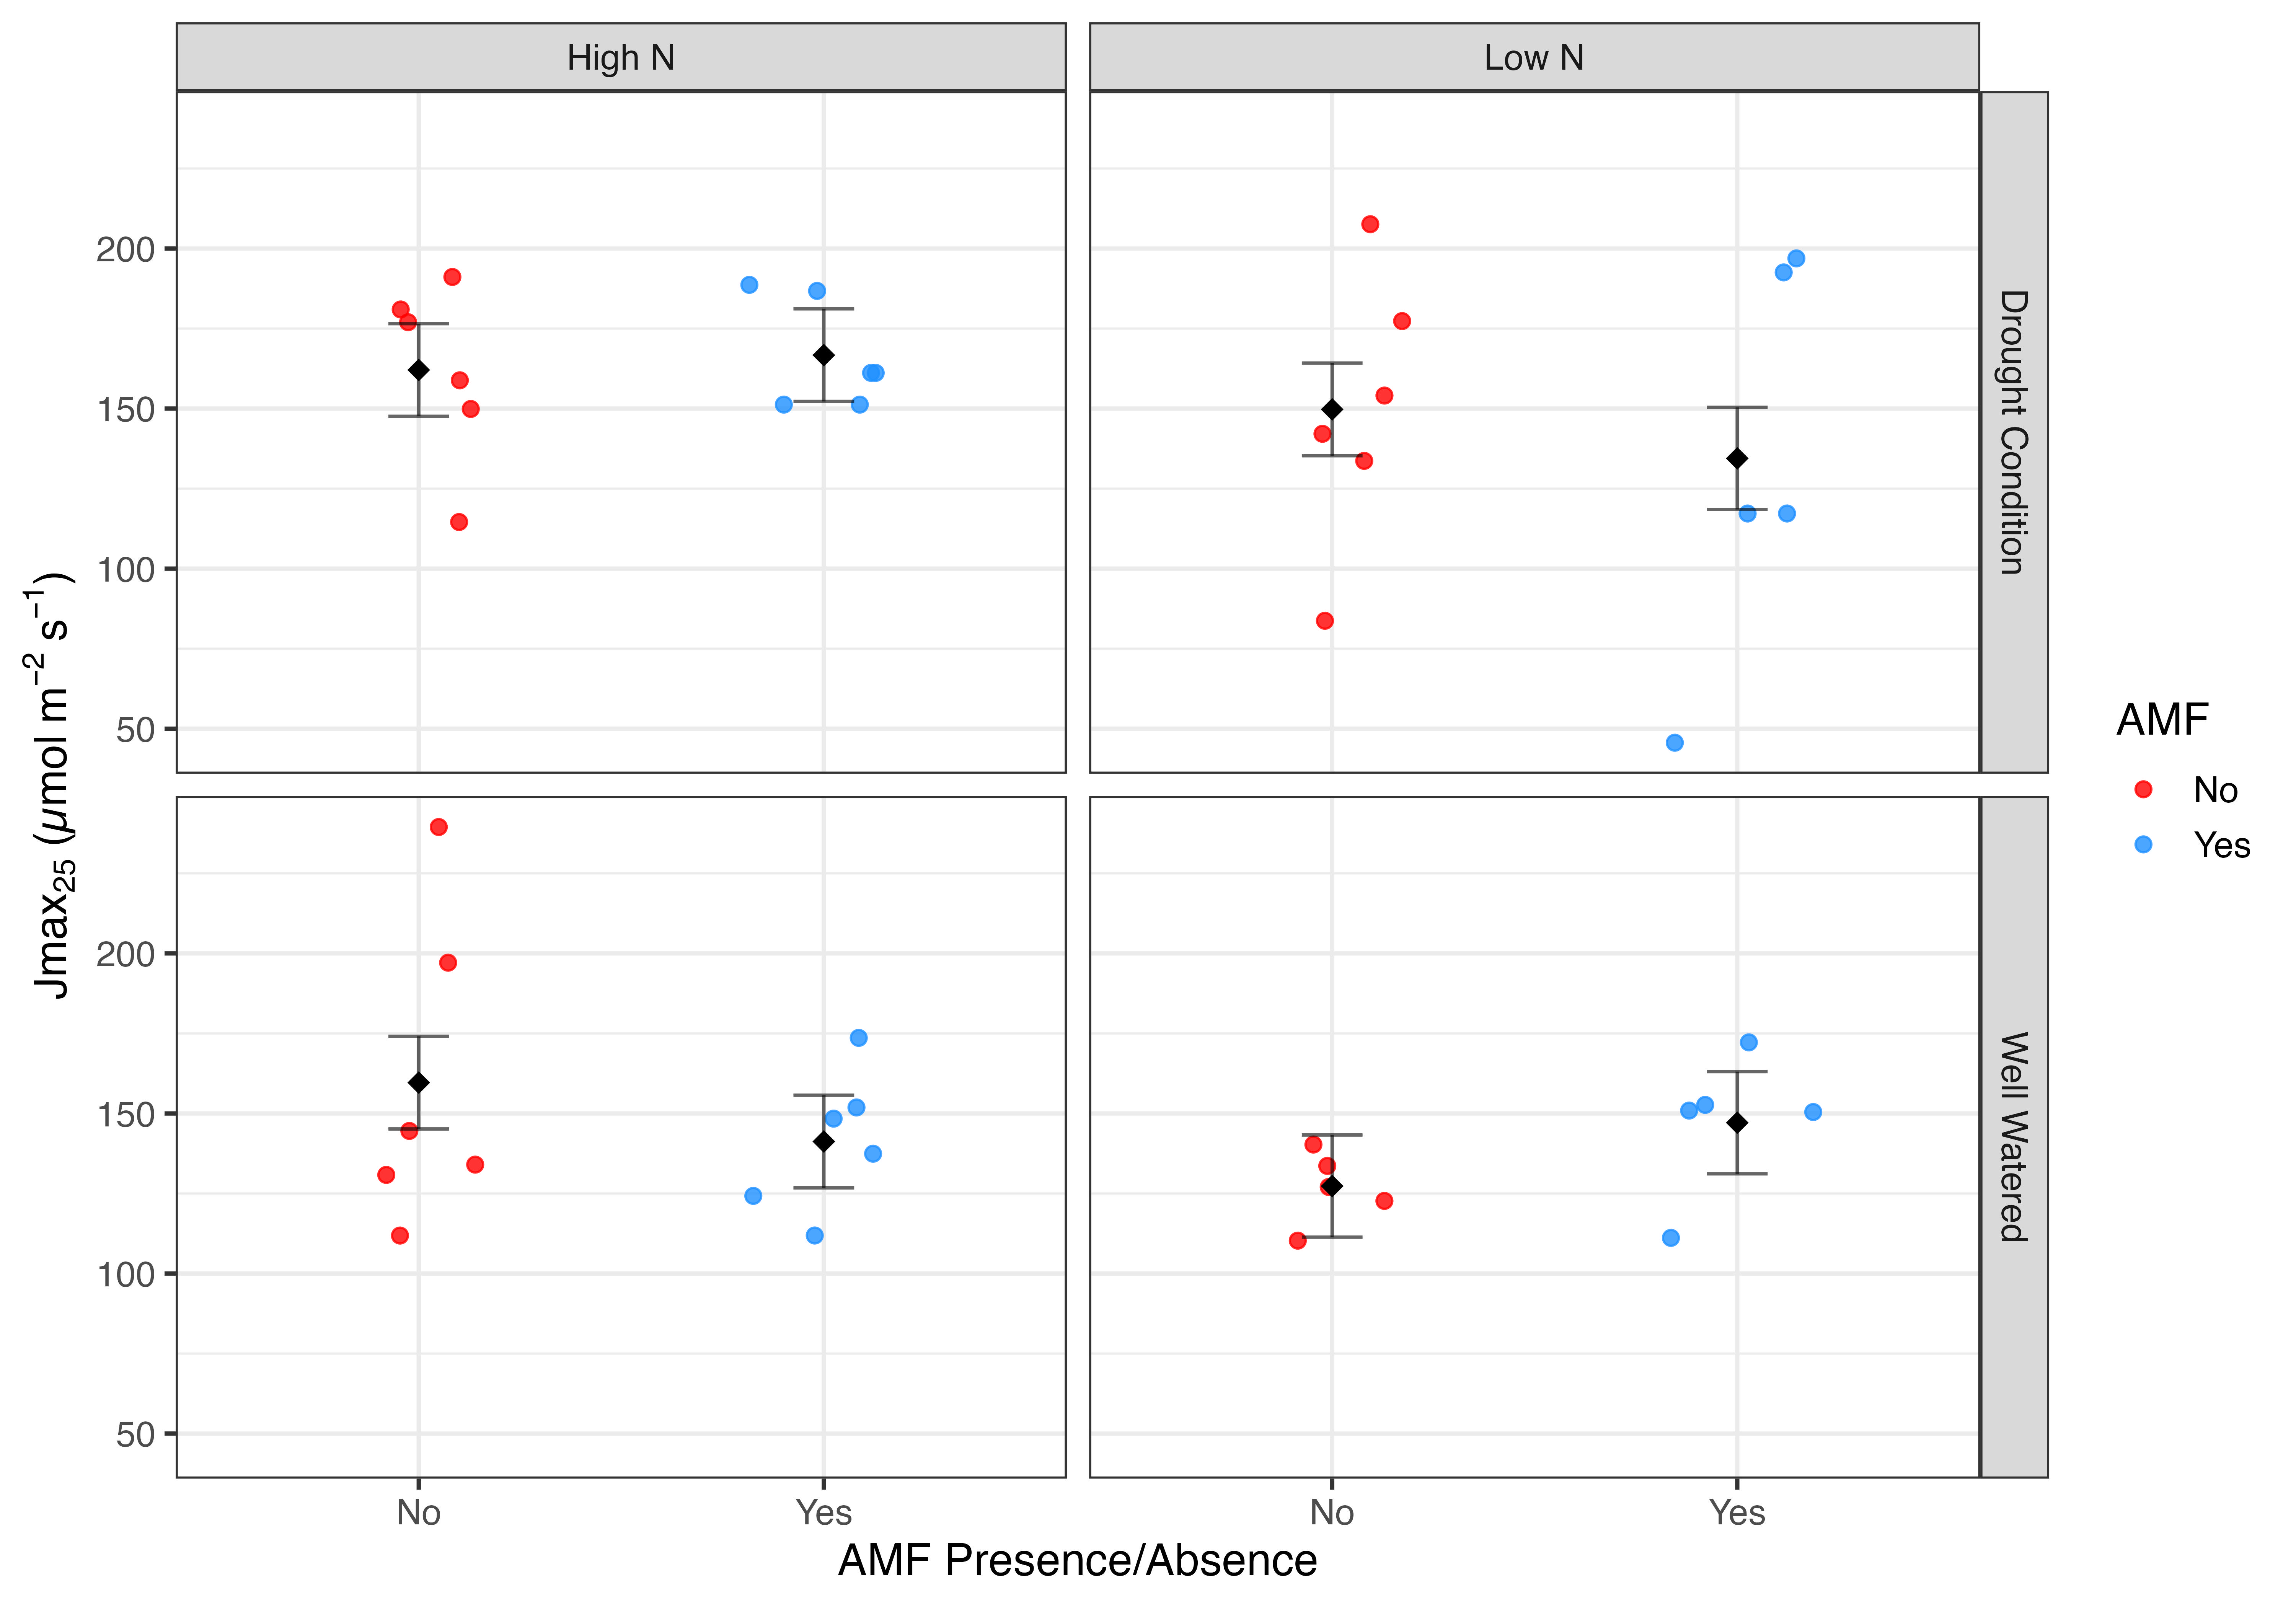 High N
Low N
200
150
100
50
Drought Condition
200
150
100
50
Well Watered
Jmax₂₅ (μmol m⁻² s⁻¹)
No
Yes
No
Yes
AMF Presence/Absence
AMF
No
Yes